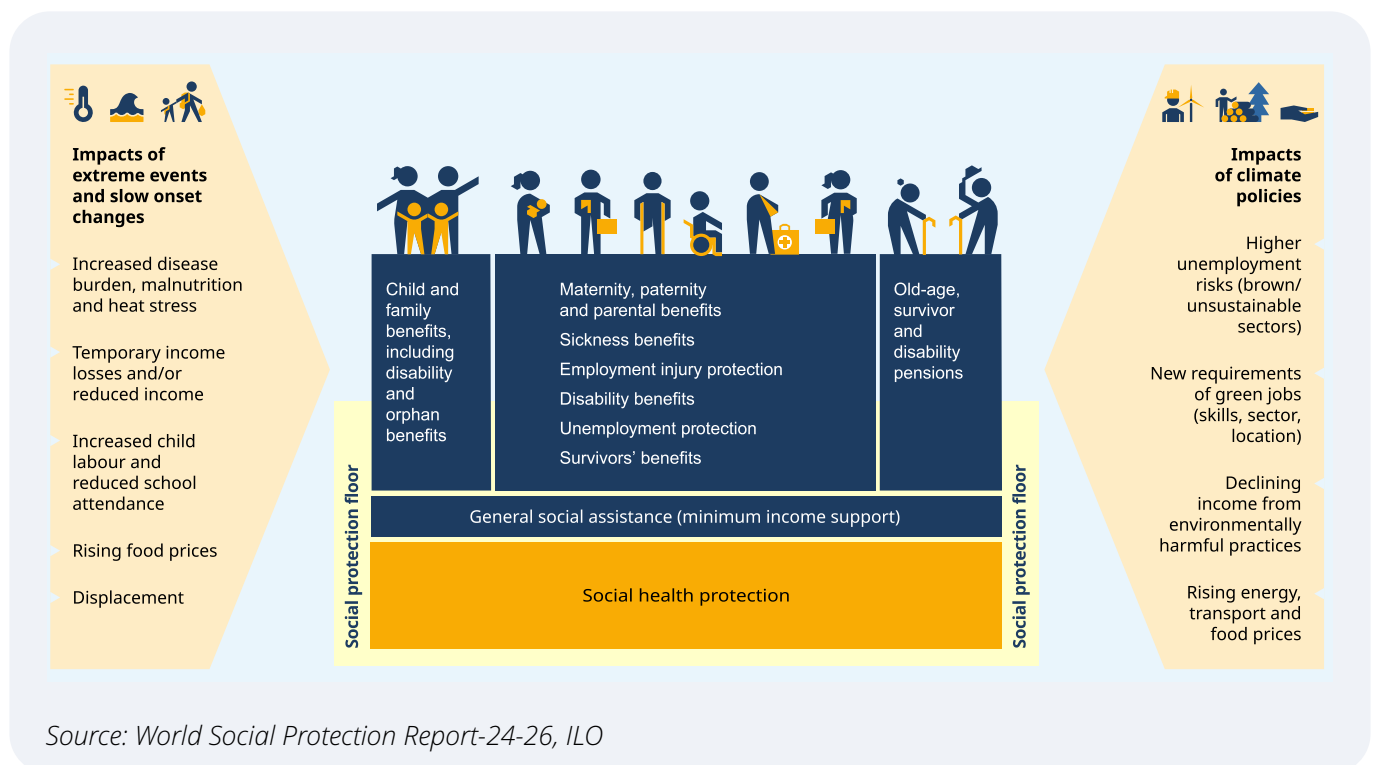 Impacts of
extreme events
and slow onset
changes
Increased disease
burden, malnutrition
and heat stress
Temporary income
losses and/or
reduced income
Increased child
labour and
reduced school
attendance
Rising food prices
Displacement
Child and
family
benefits,
including
disability
and
orphan
benefits
Maternity, paternity
and parental benefits
Sickness benefits
Employment injury protection
Disability benefits
Unemployment protection
Survivors’ benefits
Old-age,
survivor
and
disability
pensions
Social protection floor
General social assistance (minimum income support)
Social health protection
Social protection floor
Impacts
of climate
policies
Higher
unemployment
risks (brown/
unsustainable
sectors)
New requirements
of green jobs
(skills, sector,
location)
Declining
income from
environmentally
harmful practices
Rising energy,
transport and
food prices
Source: World Social Protection Report-24-26, ILO